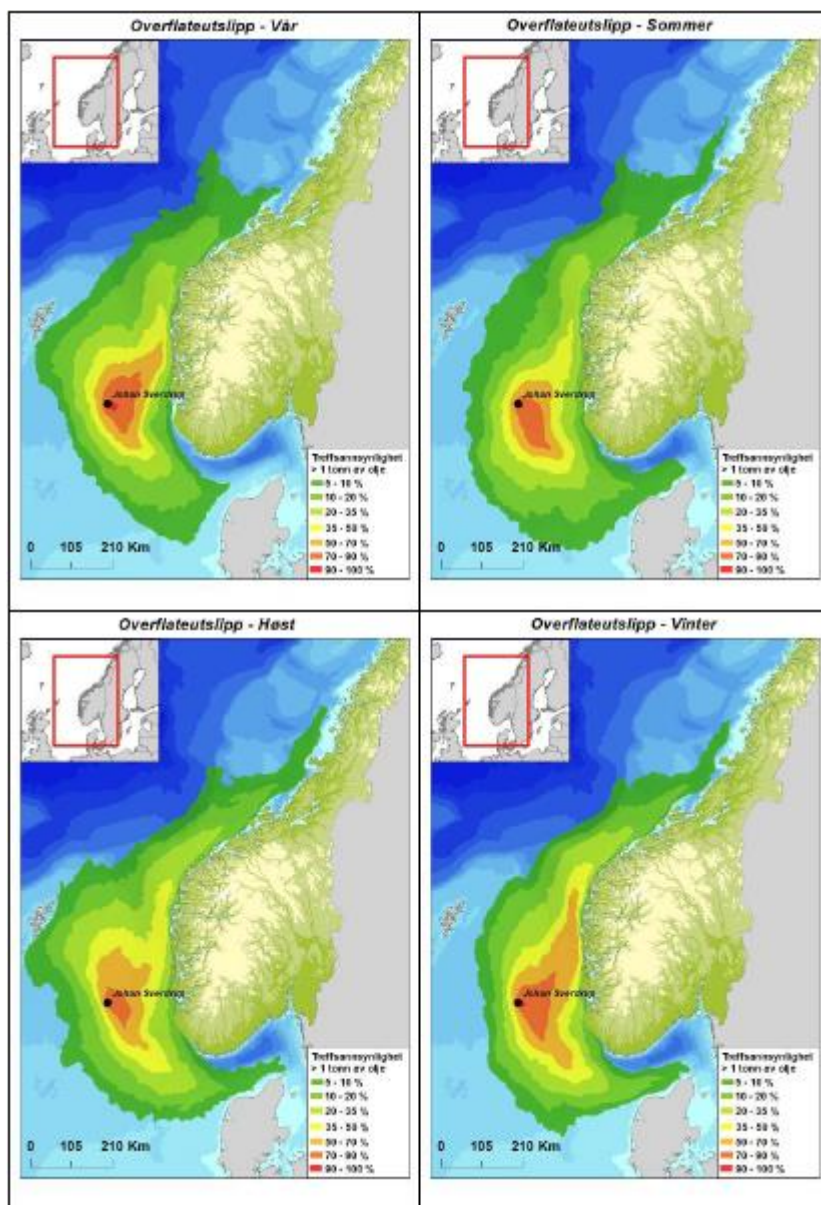 Overflateutslipp - Vår
Johan Sverdrup
Treffsannsynlighet
> 1 tonn av olje
5 - 10 %
10 - 20 %
20 - 35 %
35 - 50 %
50 - 70 %
70 - 90 %
90 - 100 %
0 105 210 Km
Overflateutslipp - Sommer
Johan Sverdrup
Treffsannsynlighet
> 1 tonn av olje
5 - 10 %
10 - 20 %
20 - 35 %
35 - 50 %
50 - 70 %
70 - 90 %
90 - 100 %
0 105 210 Km
Overflateutslipp - Høst
Johan Sverdrup
Treffsannsynlighet
> 1 tonn av olje
5 - 10 %
10 - 20 %
20 - 35 %
35 - 50 %
50 - 70 %
70 - 90 %
90 - 100 %
0 105 210 Km
Overflateutslipp - Vinter
Johan Sverdrup
Treffsannsynlighet
> 1 tonn av olje
5 - 10 %
10 - 20 %
20 - 35 %
35 - 50 %
50 - 70 %
70 - 90 %
90 - 100 %
0 105 210 Km